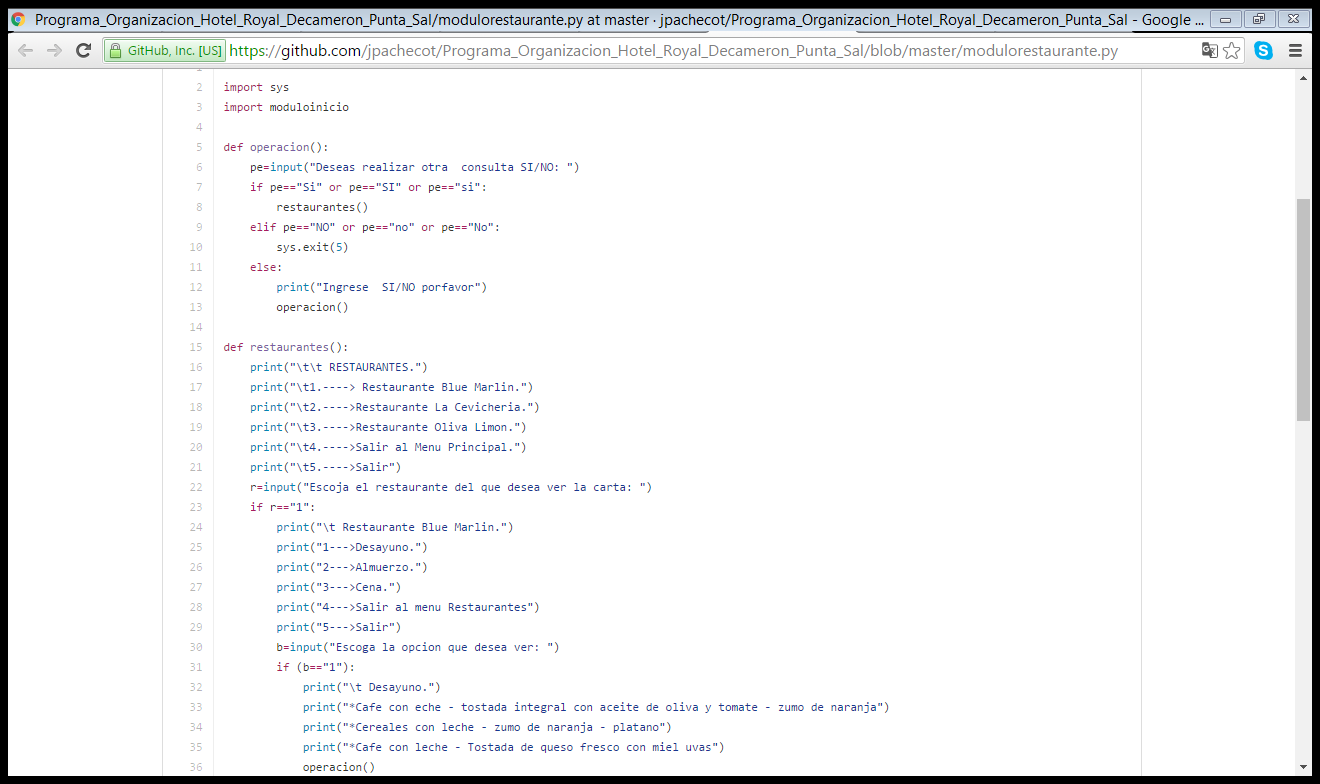 Programa_Organizacion_Hotel_Royal_Decameron_Punta_Sal/modulorestaurante.py at master · jpachecot/Programa_Organizacion_Hotel_Royal_Decameron_Punta_Sal - Google ...
GitHub, Inc. [US] https://github.com/jpachecot/Programa_Organizacion_Hotel_Royal_Decameron_Punta_Sal/blob/master/modulorestaurante.py
1
2 import sys
3 import moduloinicio
4
5 def operacion():
6 pe=input("Deseas realizar otra  consulta SI/NO: ")
7 if pe=="Si" or pe=="SI" or pe=="si":
8 restaurantes()
9 elif pe=="NO" or pe=="no" or pe=="No":
10 sys.exit(5)
11 else:
12 print("Ingrese  SI/NO porfavor")
13 operacion()
14
15 def restaurantes():
16 print("\t\t RESTAURANTES.")
17 print("\t1.----> Restaurante Blue Marlin.")
18 print("\t2.---->Restaurante La Cevicheria.")
19 print("\t3.---->Restaurante Oliva Limon.")
20 print("\t4.---->Salir al Menu Principal.")
21 print("\t5.---->Salir")
22 r=input("Escoja el restaurante del que desea ver la carta: ")
23 if r=="1":
24 print("\t Restaurante Blue Marlin.")
25 print("1--->Desayuno.")
26 print("2--->Almuerzo.")
27 print("3--->Cena.")
28 print("4--->Salir al menu Restaurantes")
29 print("5--->Salir")
30 b=input("Escoga la opcion que desea ver: ")
31 if (b=="1"):
32 print("\t Desayuno.")
33 print("*Cafe con eche - tostada integral con aceite de oliva y tomate - zumo de naranja")
34 print("*Cereales con leche - zumo de naranja - platano")
35 print("*Cafe con leche - Tostada de queso fresco con miel uvas")
36 operacion()